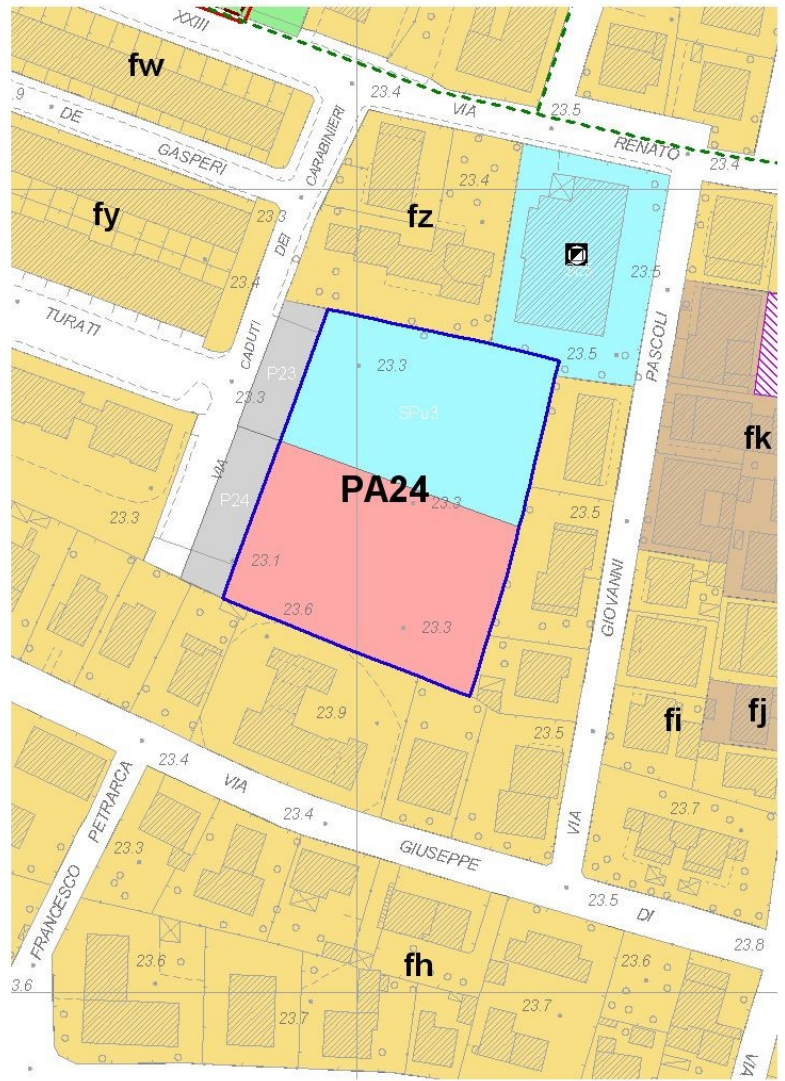 XXIII
fw
23.4
VIA
23.5
RENATO
23.4
.9
DE
GASPERI
CARABINIERI
fy
23.3
DEI
fz
23.4
23.5
23.4
TURATI
CADUTI
P23
23.3
23.3
SPu3
23.5
PASCOLI
fk
VIA
P24
PA24
23.3
23.3
23.5
23.1
23.6
23.3
GIOVANNI
23.9
23.5
fi
fj
23.4
VIA
23.4
GIUSEPPE
VIA
23.7
PETRARCA
23.3
FRANCESCO
23.5
DI
23.8
fh
23.6
23.6
3.6
23.7
23.7
VIA